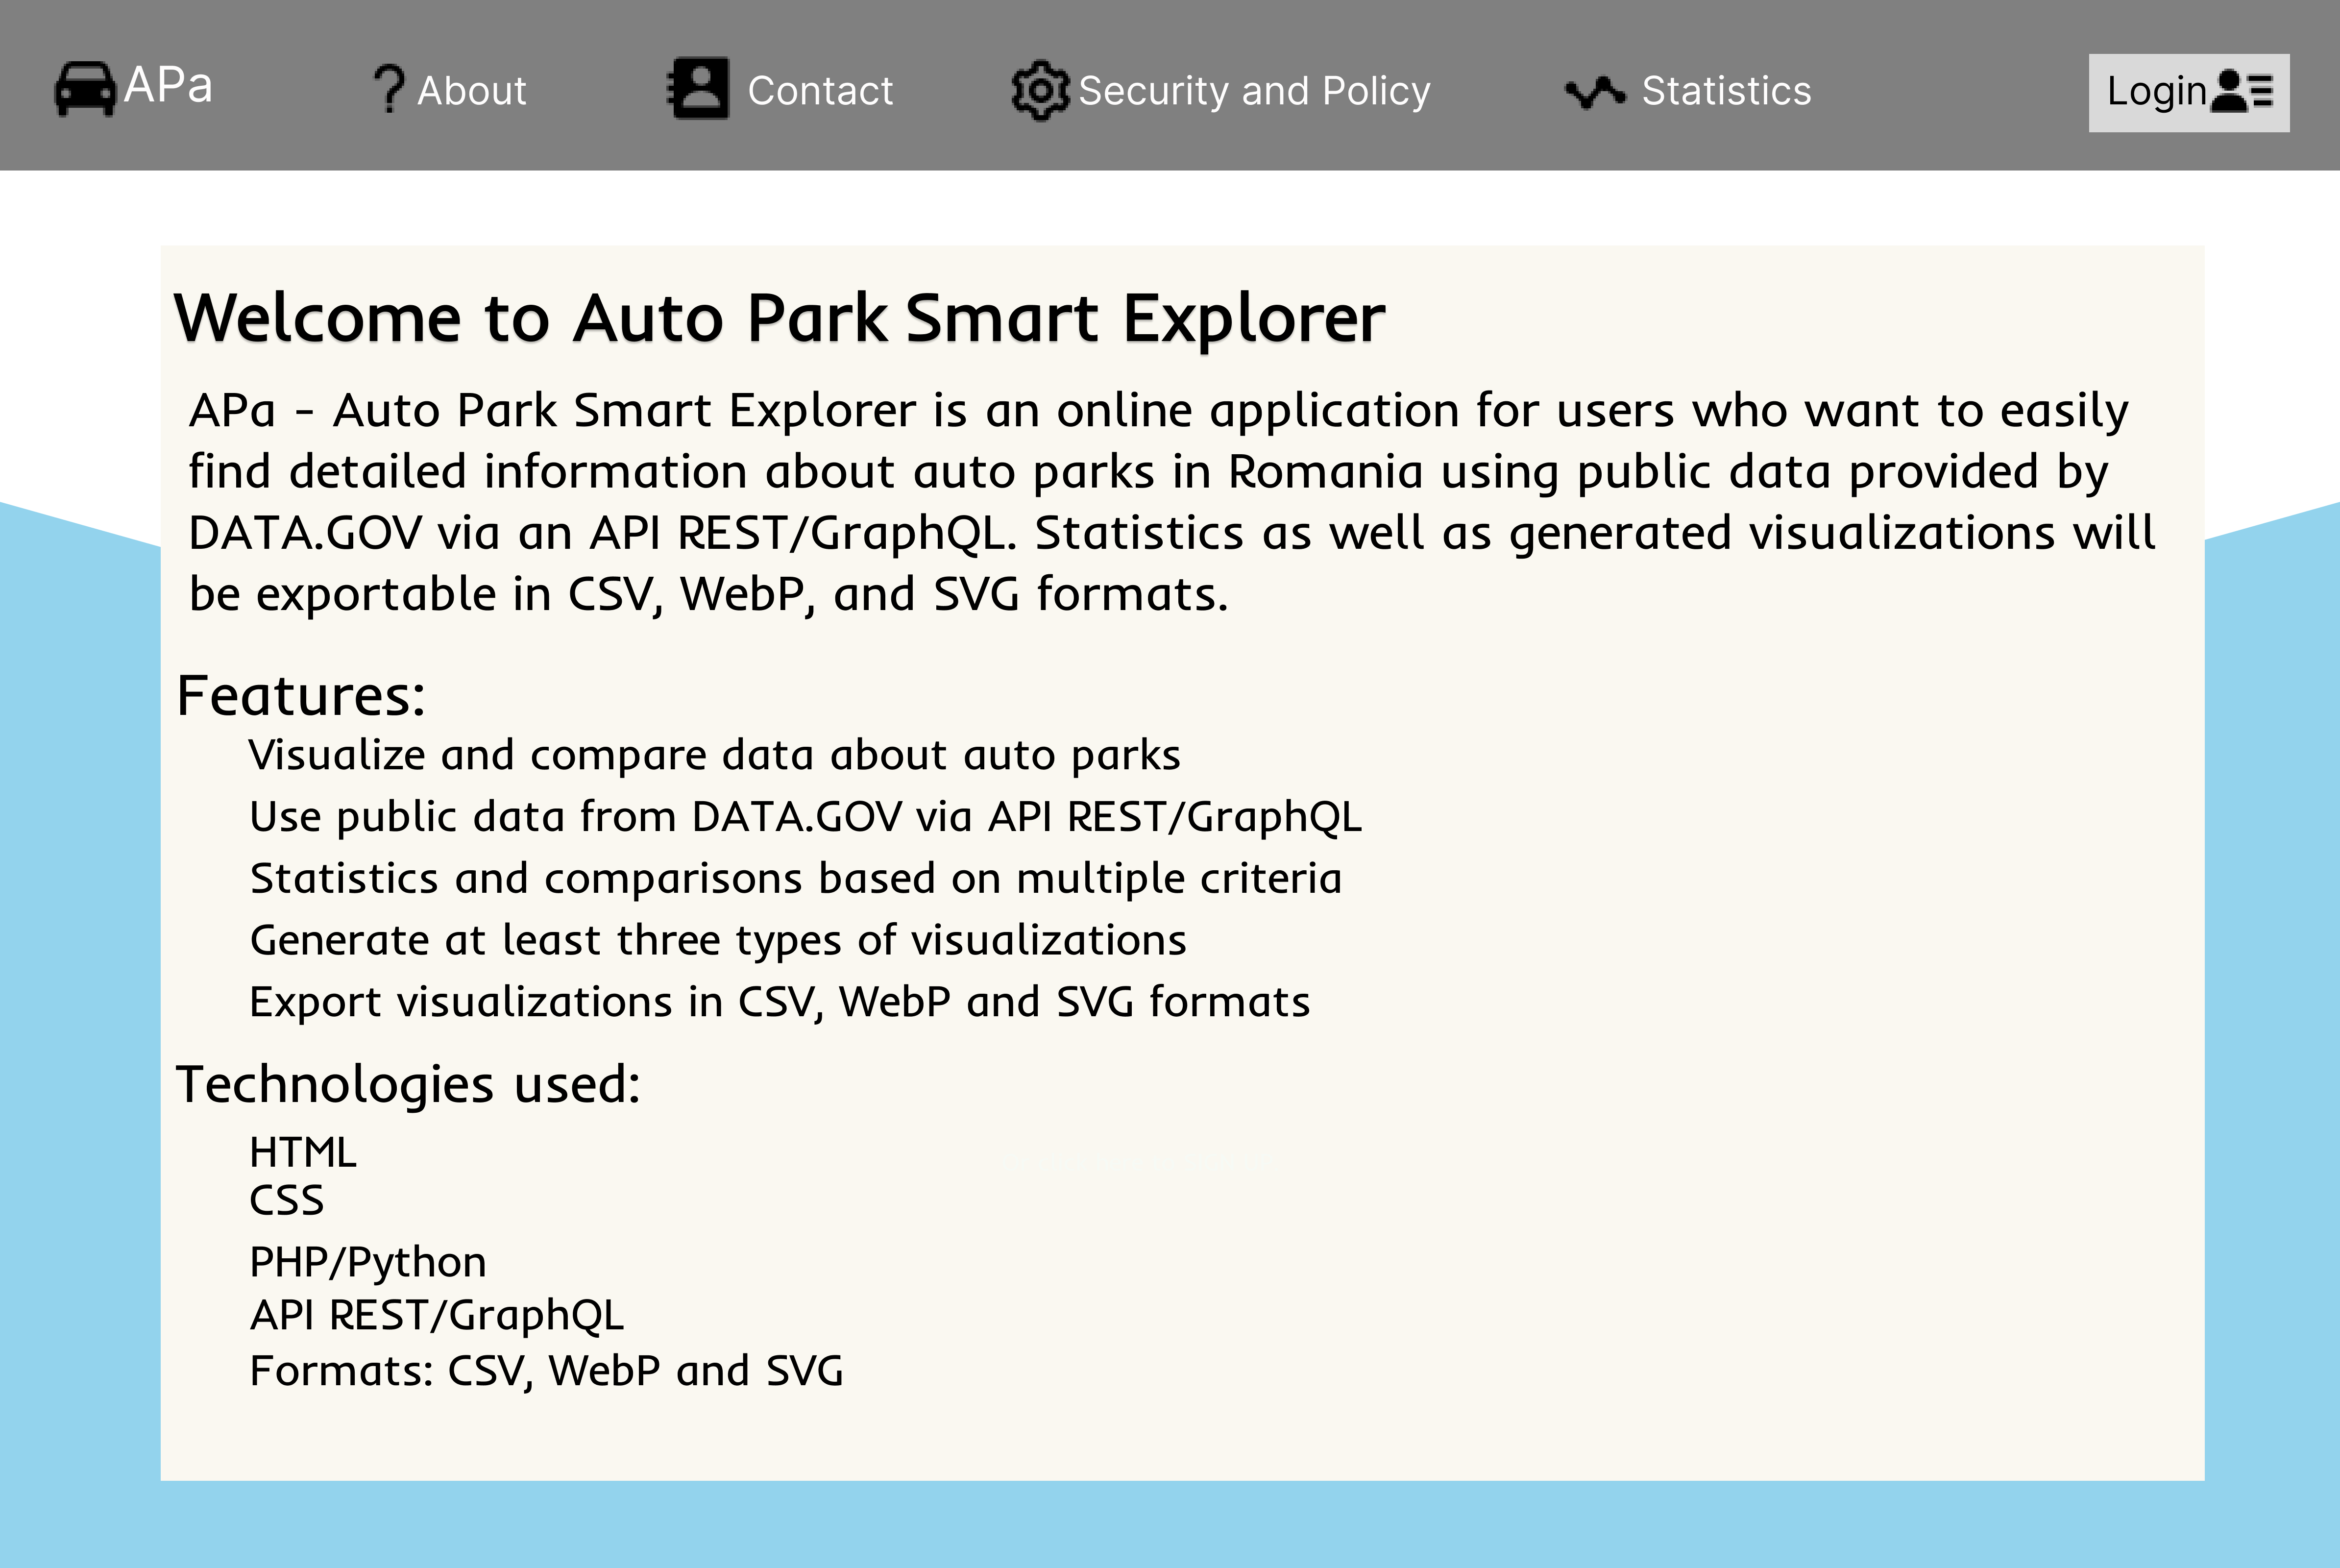 APa
About
Contact
Security and Policy
Statistics
Login
Welcome to Auto Park Smart Explorer
APa - Auto Park Smart Explorer is an online application for users who want to easily
find detailed information about auto parks in Romania using public data provided by
DATA.GOV via an API REST/GraphQL. Statistics as well as generated visualizations will
be exportable in CSV, WebP, and SVG formats.
Features:
Visualize and compare data about auto parks
Use public data from DATA.GOV via API REST/GraphQL
Statistics and comparisons based on multiple criteria
Generate at least three types of visualizations
Export visualizations in CSV, WebP and SVG formats
Technologies used:
HTML
CSS
PHP/Python
API REST/GraphQL
Formats: CSV, WebP and SVG